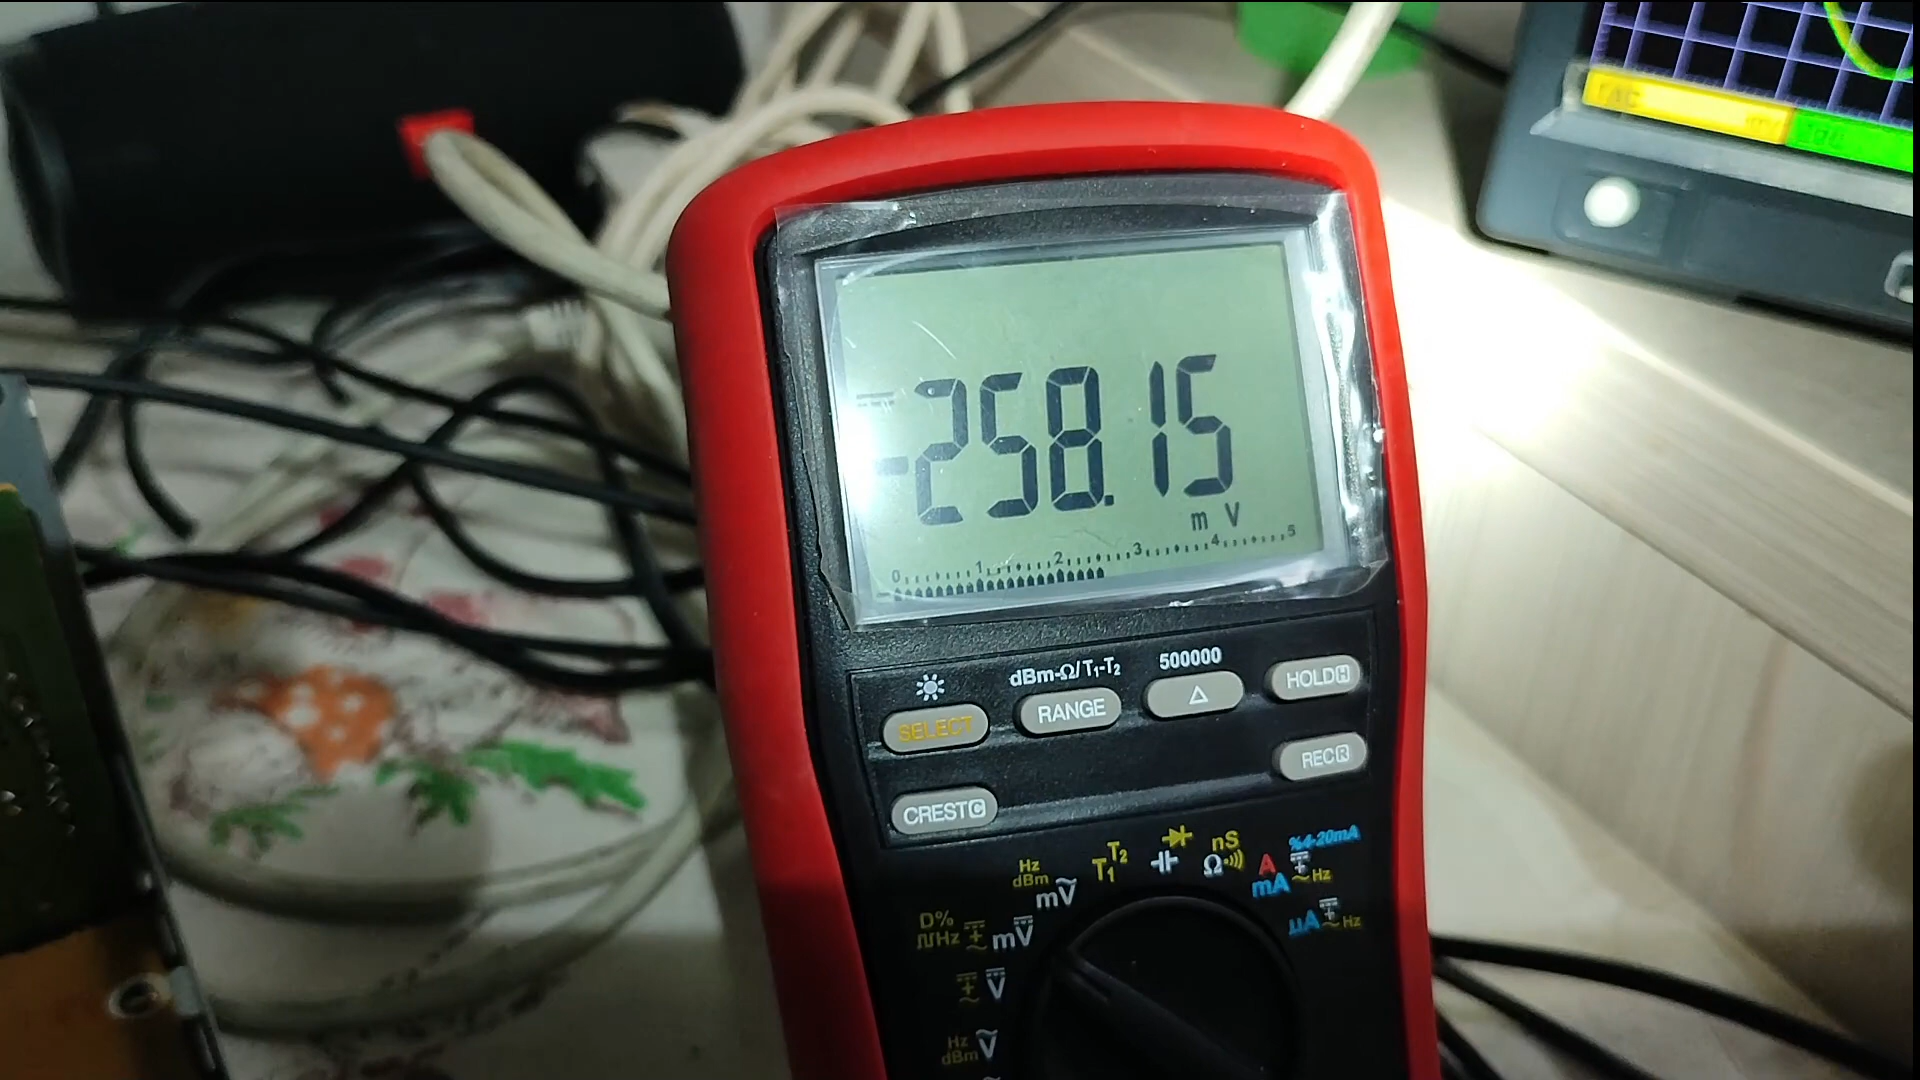 -258.15
m V
0 1 2 3 4 5
dBm-Ω/T1-T2 500000
SELECT RANGE Δ HOLD H
REC R
CREST C
Hz
dBm mV
T1 T2
nS
Ω
%4-20mA
A
mA Hz
µA Hz
D%
Hz mV
V
Hz
dBm V